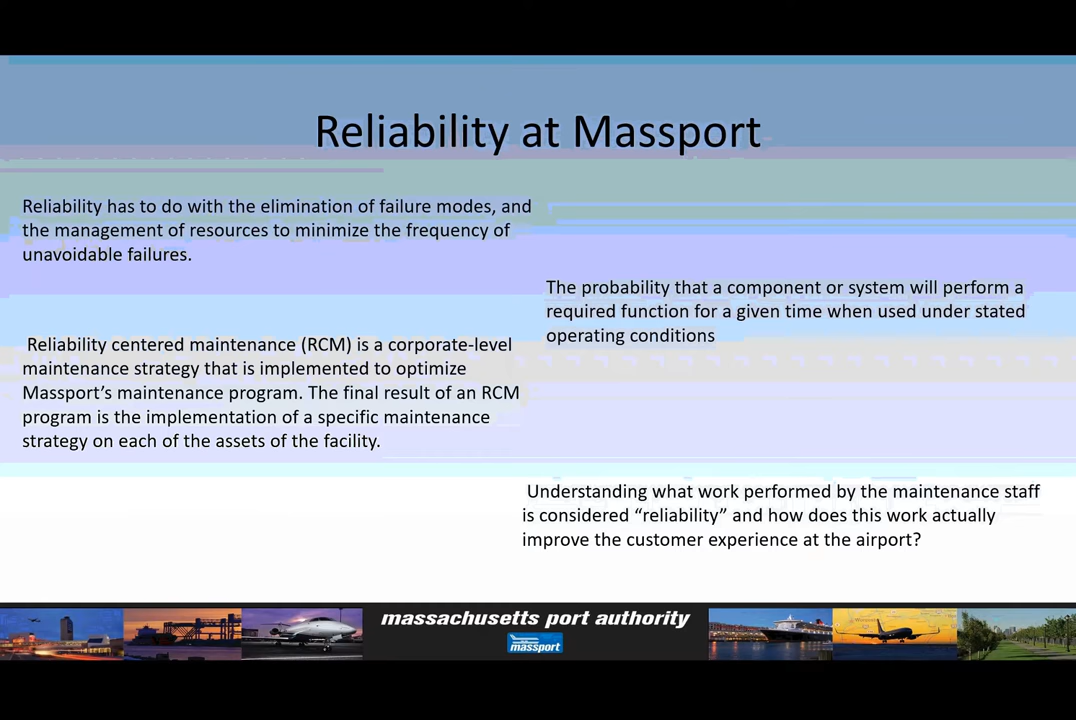 Reliability at Massport
Reliability has to do with the elimination of failure modes, and
the management of resources to minimize the frequency of
unavoidable failures.
The probability that a component or system will perform a
required function for a given time when used under stated
operating conditions
Reliability centered maintenance (RCM) is a corporate-level
maintenance strategy that is implemented to optimize
Massport’s maintenance program. The final result of an RCM
program is the implementation of a specific maintenance
strategy on each of the assets of the facility.
Understanding what work performed by the maintenance staff
is considered “reliability” and how does this work actually
improve the customer experience at the airport?
massachusetts port authority
massport